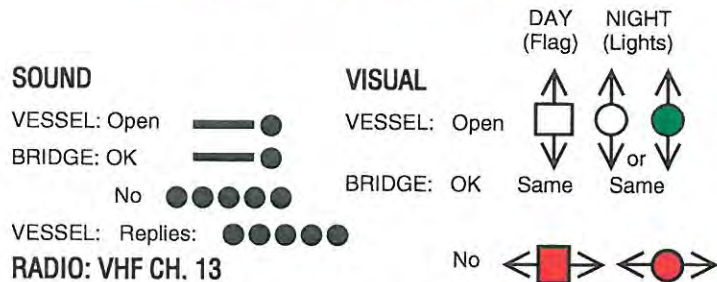 DAY NIGHT
(Flag) (Lights)
SOUND VISUAL
VESSEL: Open VESSEL: Open
BRIDGE: OK or
No BRIDGE: OK Same Same
VESSEL: Replies:
RADIO: VHF CH. 13 No